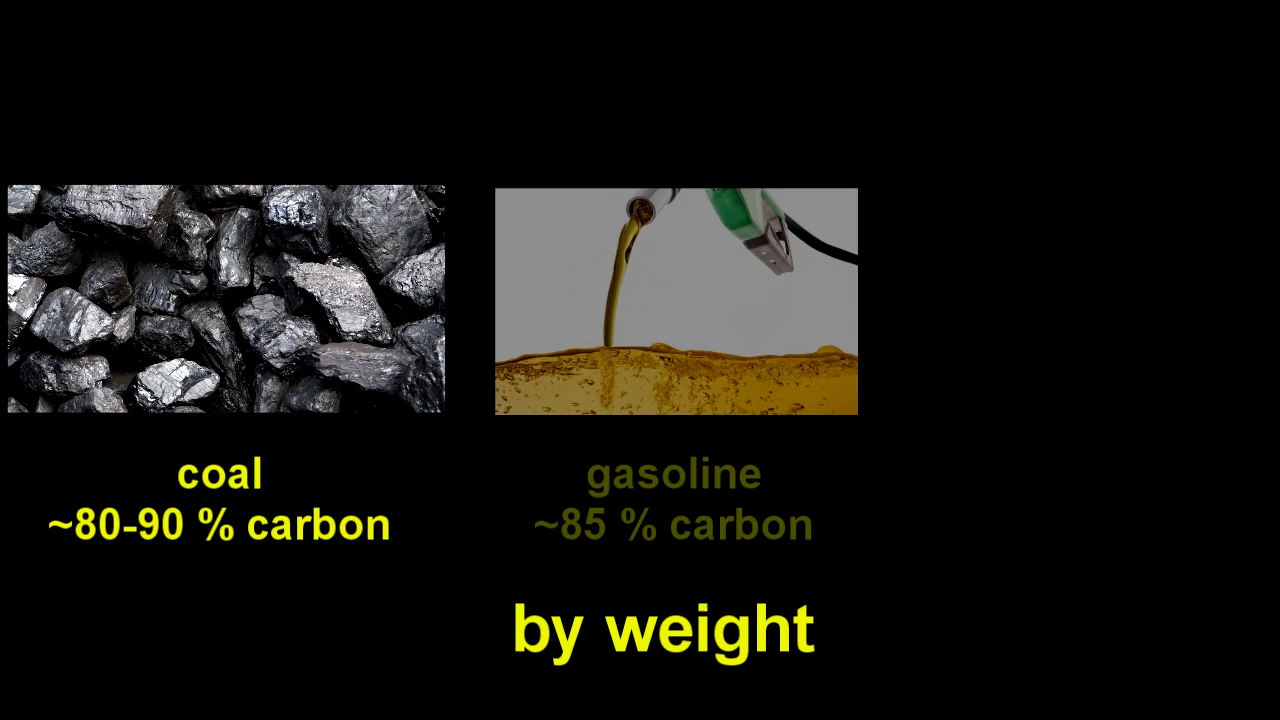 coal
~80-90 % carbon
gasoline
~85 % carbon
by weight